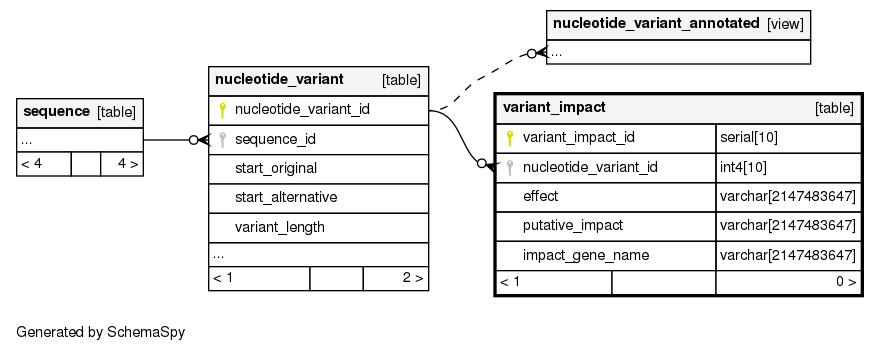 nucleotide_variant_annotated [view]
...
nucleotide_variant [table]
nucleotide_variant_id
sequence_id
start_original
start_alternative
variant_length
...
< 1 2 >
sequence [table]
...
< 4 4 >
variant_impact [table]
variant_impact_id serial[10]
nucleotide_variant_id int4[10]
effect varchar[2147483647]
putative_impact varchar[2147483647]
impact_gene_name varchar[2147483647]
< 1 0 >
Generated by SchemaSpy